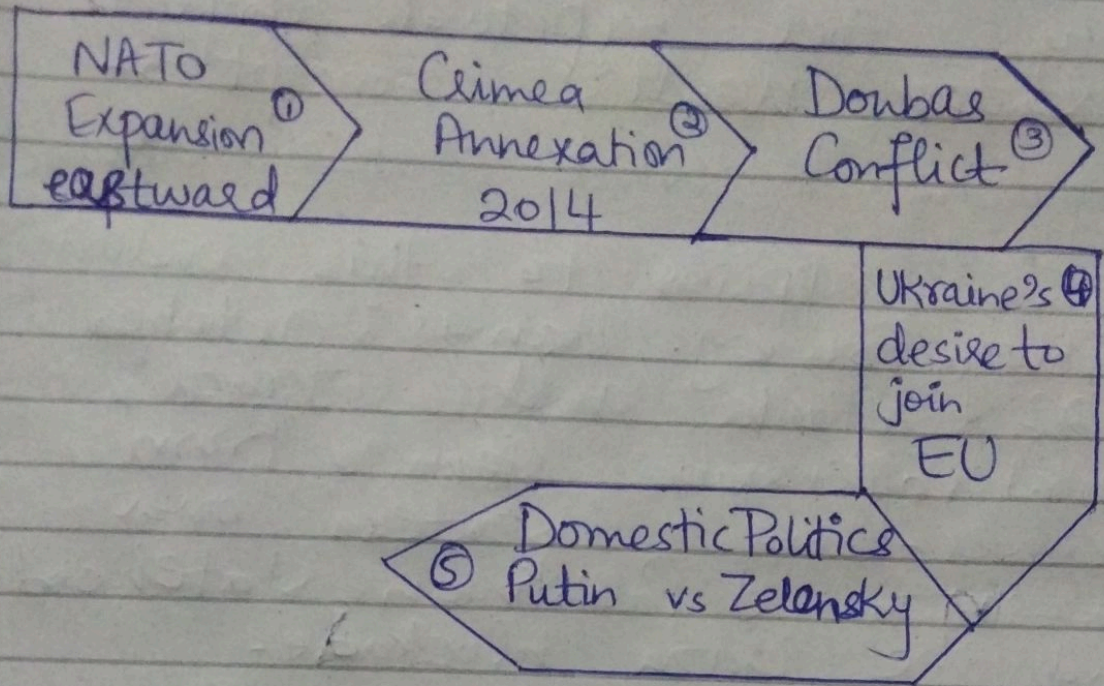 NATO
Expansion ①
eastward
Crimea
Annexation ②
2014
Donbas
Conflict ③
Ukraine's ④
desire to
join
EU
Domestic Politics
⑤ Putin vs Zelensky